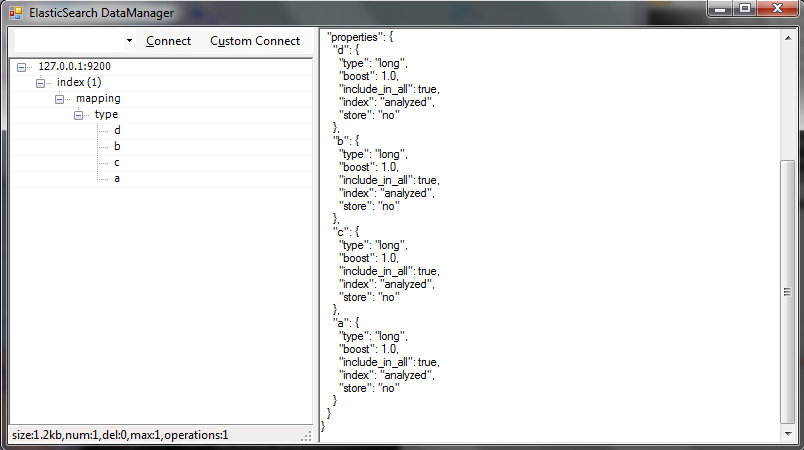 ElasticSearch DataManager
Connect
Custom Connect
127.0.0.1:9200
index (1)
mapping
type
d
b
c
a
"properties": {
"d": {
"type": "long",
"boost": 1.0,
"include_in_all": true,
"index": "analyzed",
"store": "no"
},
"b": {
"type": "long",
"boost": 1.0,
"include_in_all": true,
"index": "analyzed",
"store": "no"
},
"c": {
"type": "long",
"boost": 1.0,
"include_in_all": true,
"index": "analyzed",
"store": "no"
},
"a": {
"type": "long",
"boost": 1.0,
"include_in_all": true,
"index": "analyzed",
"store": "no"
}
}
}
size:1.2kb,num:1,del:0,max:1,operations:1